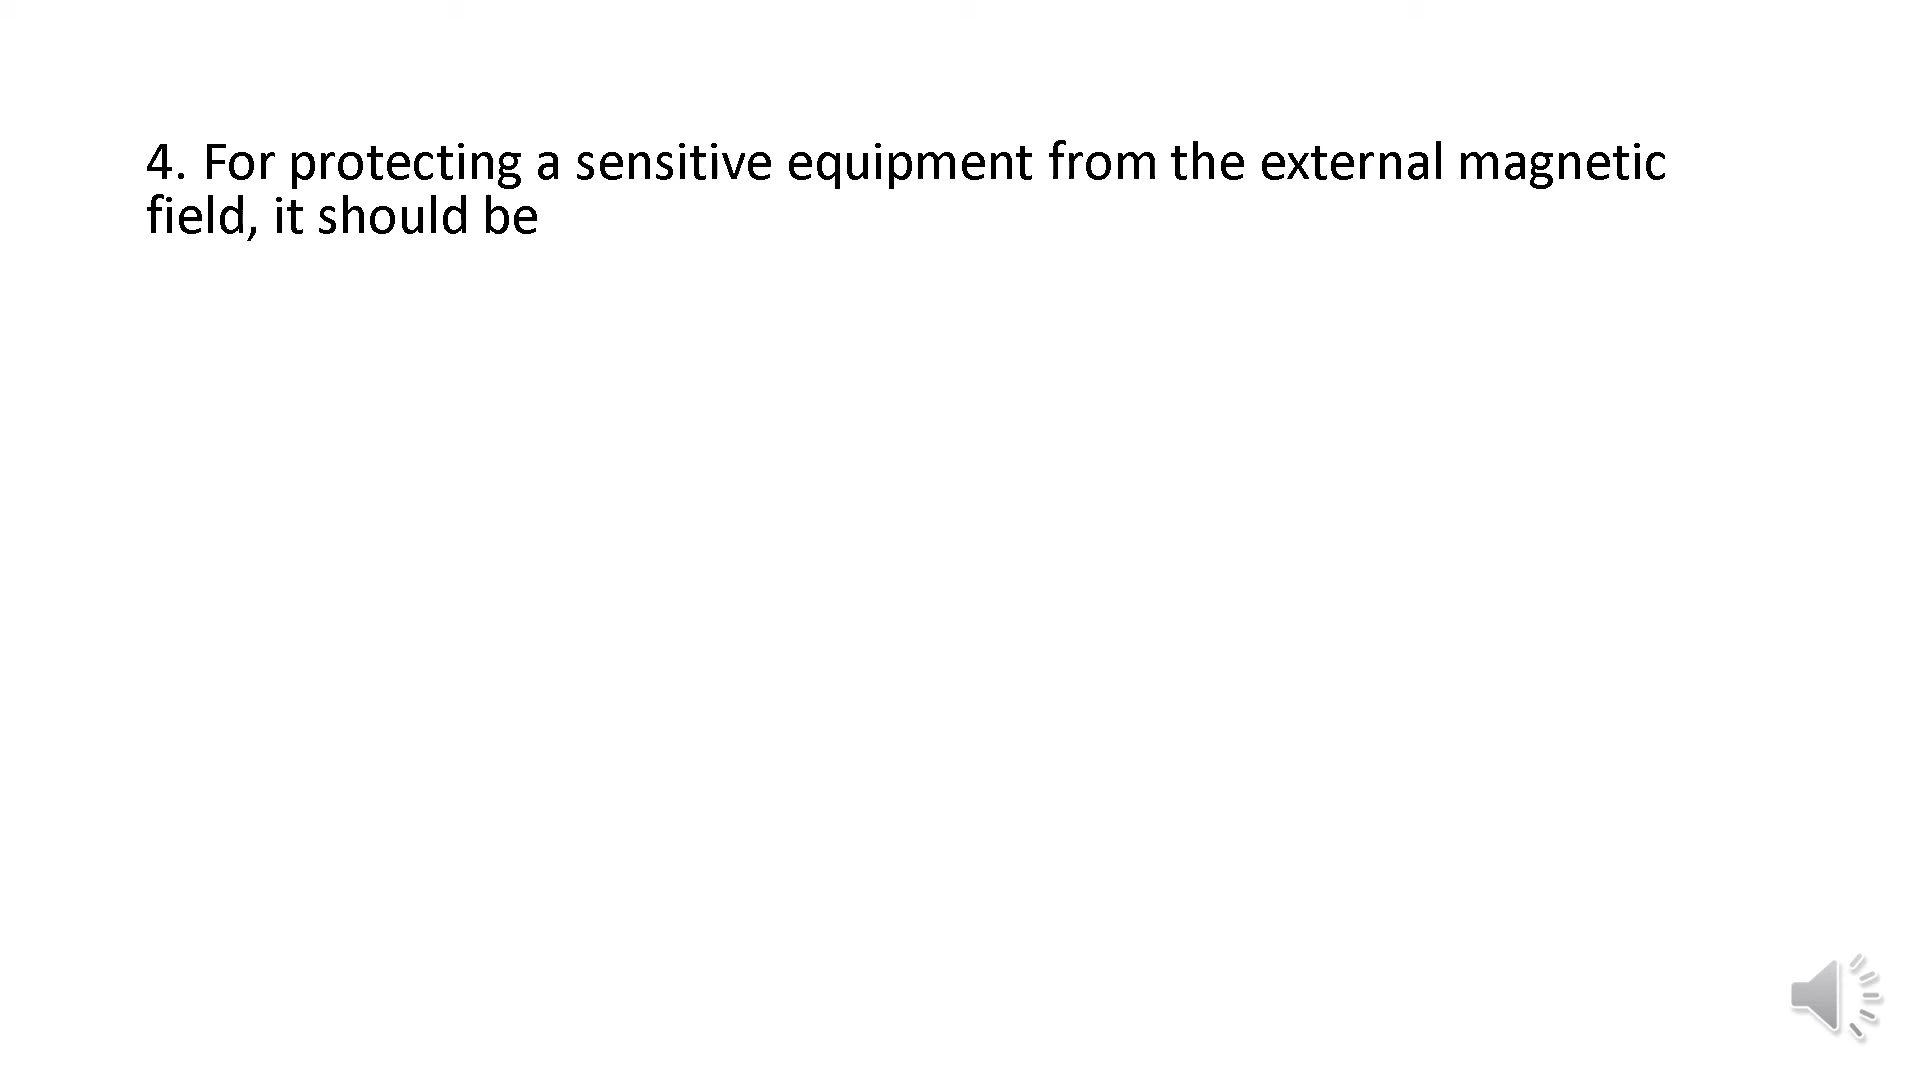 4. For protecting a sensitive equipment from the external magnetic
field, it should be